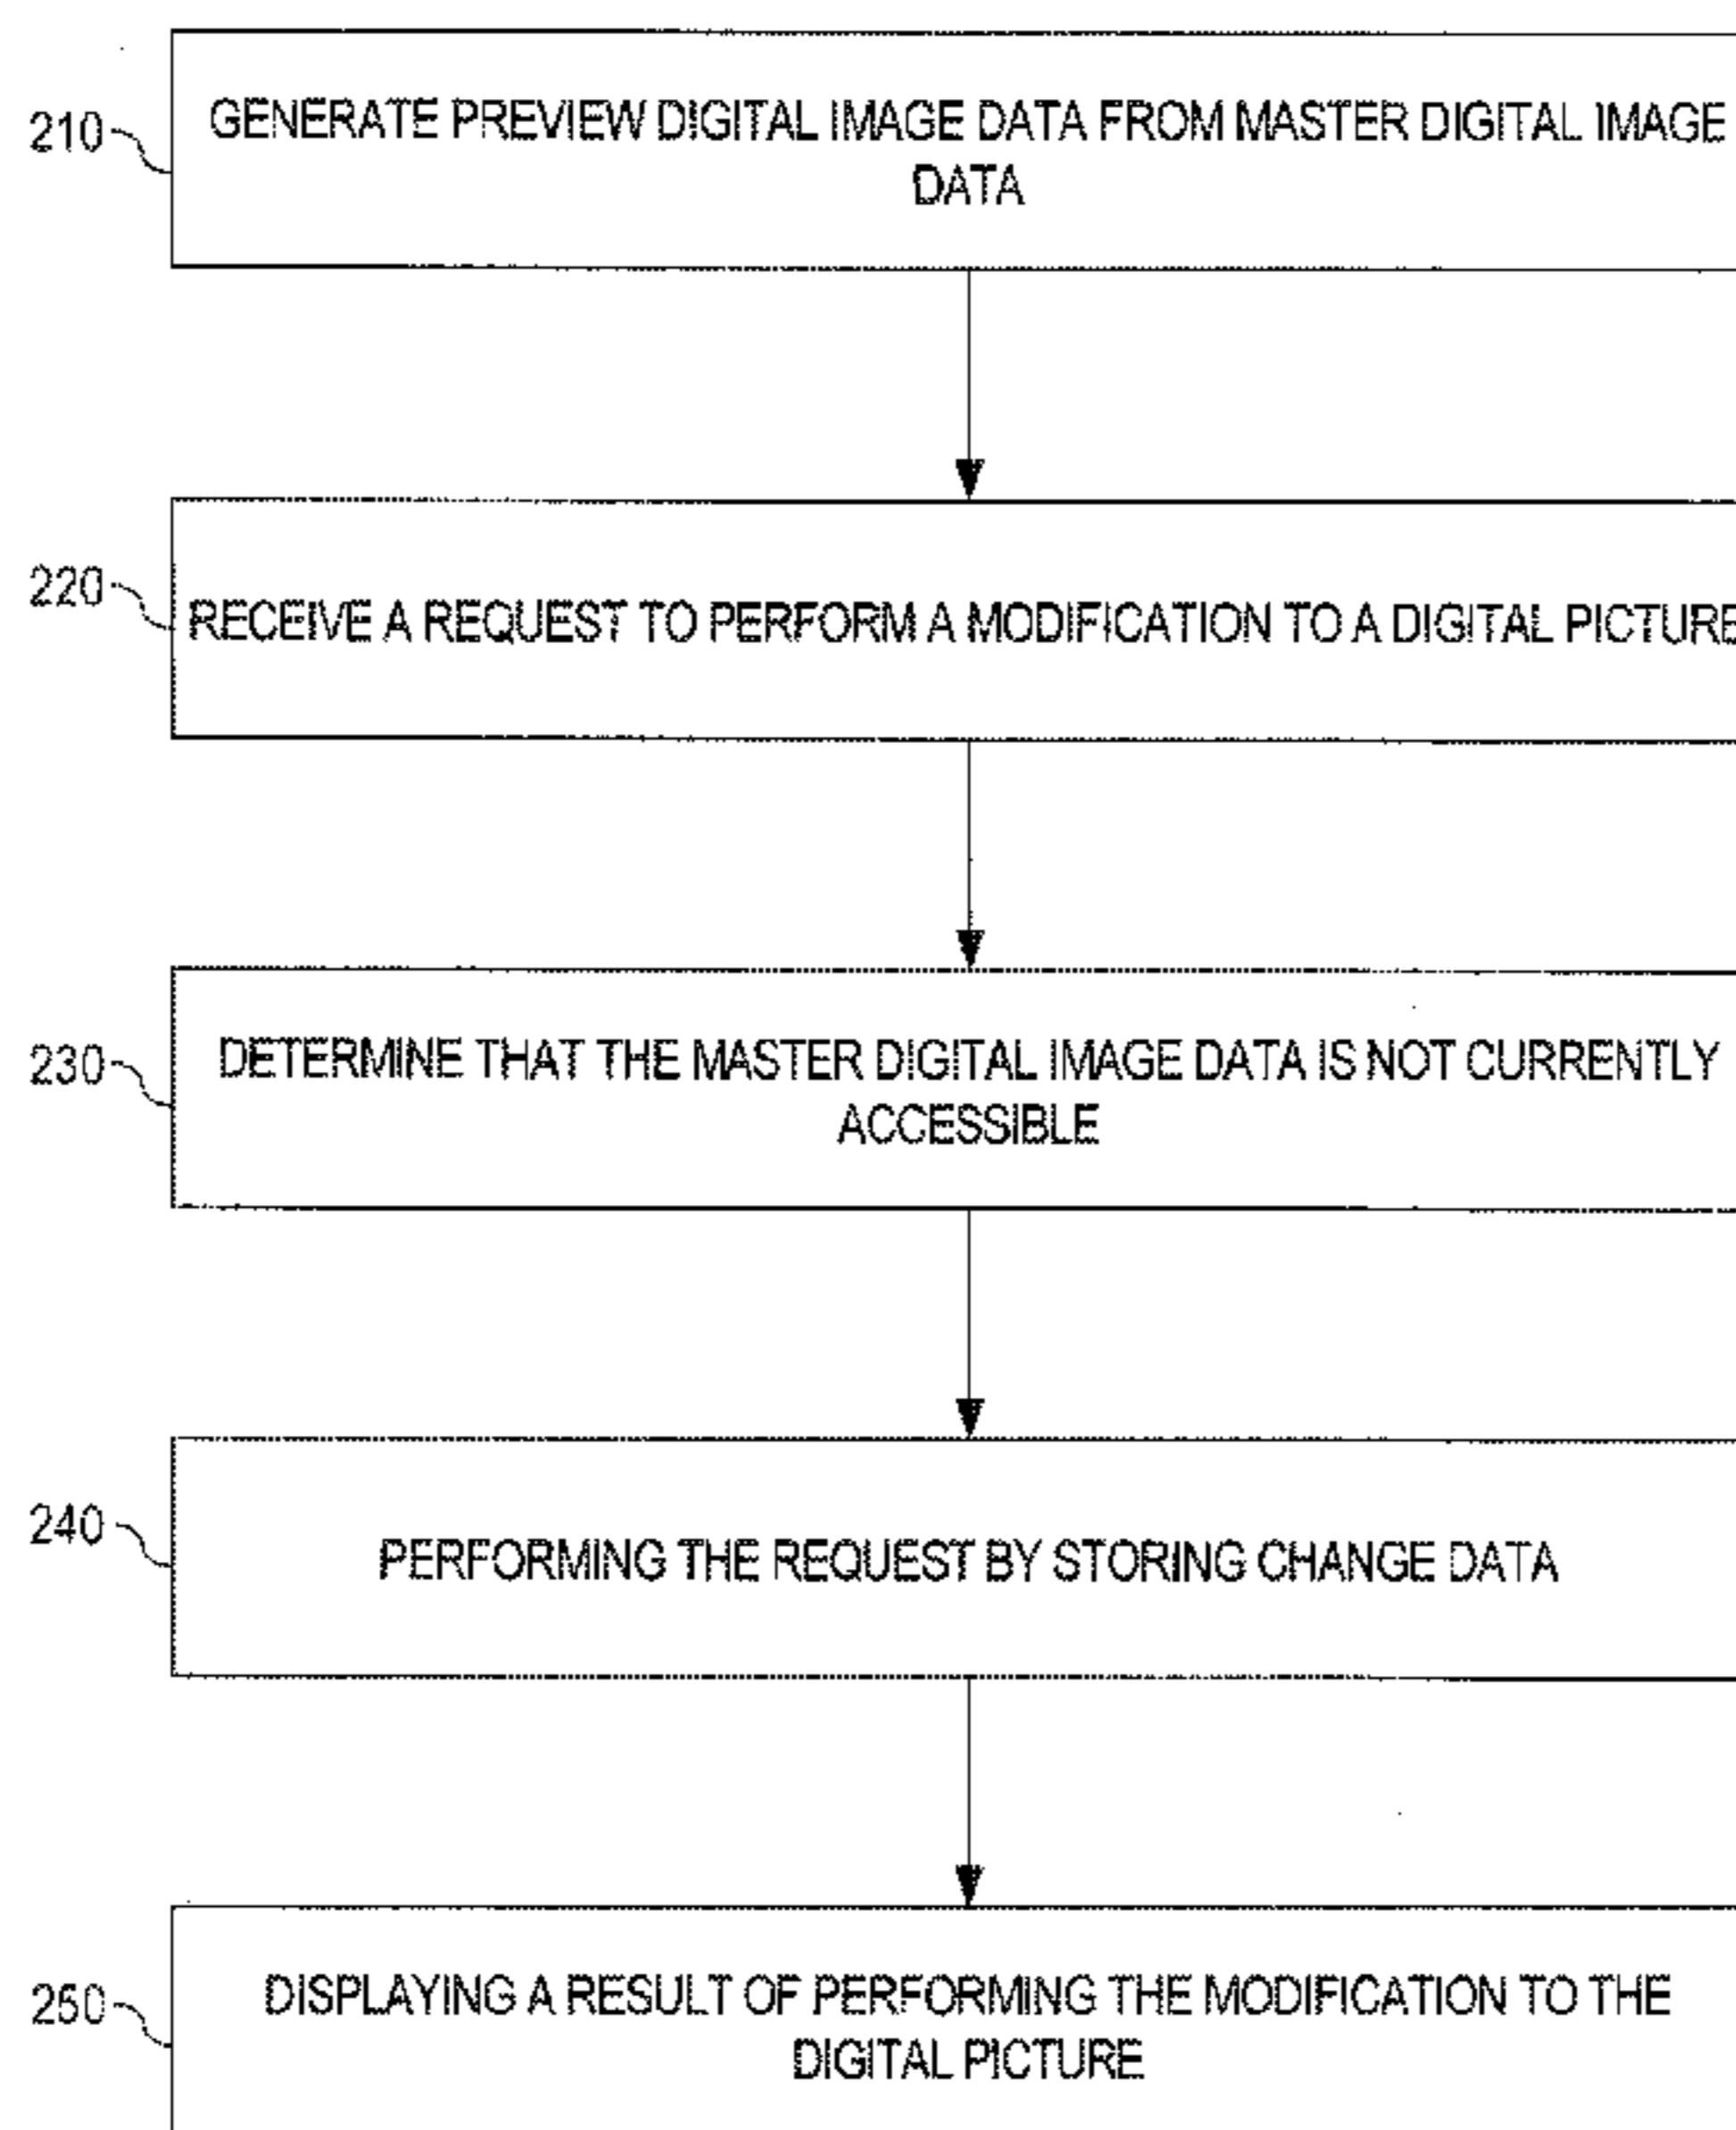 210
GENERATE PREVIEW DIGITAL IMAGE DATA FROM MASTER DIGITAL IMAGE
DATA
220
RECEIVE A REQUEST TO PERFORM A MODIFICATION TO A DIGITAL PICTURE
230
DETERMINE THAT THE MASTER DIGITAL IMAGE DATA IS NOT CURRENTLY
ACCESSIBLE
240
PERFORMING THE REQUEST BY STORING CHANGE DATA
250
DISPLAYING A RESULT OF PERFORMING THE MODIFICATION TO THE
DIGITAL PICTURE